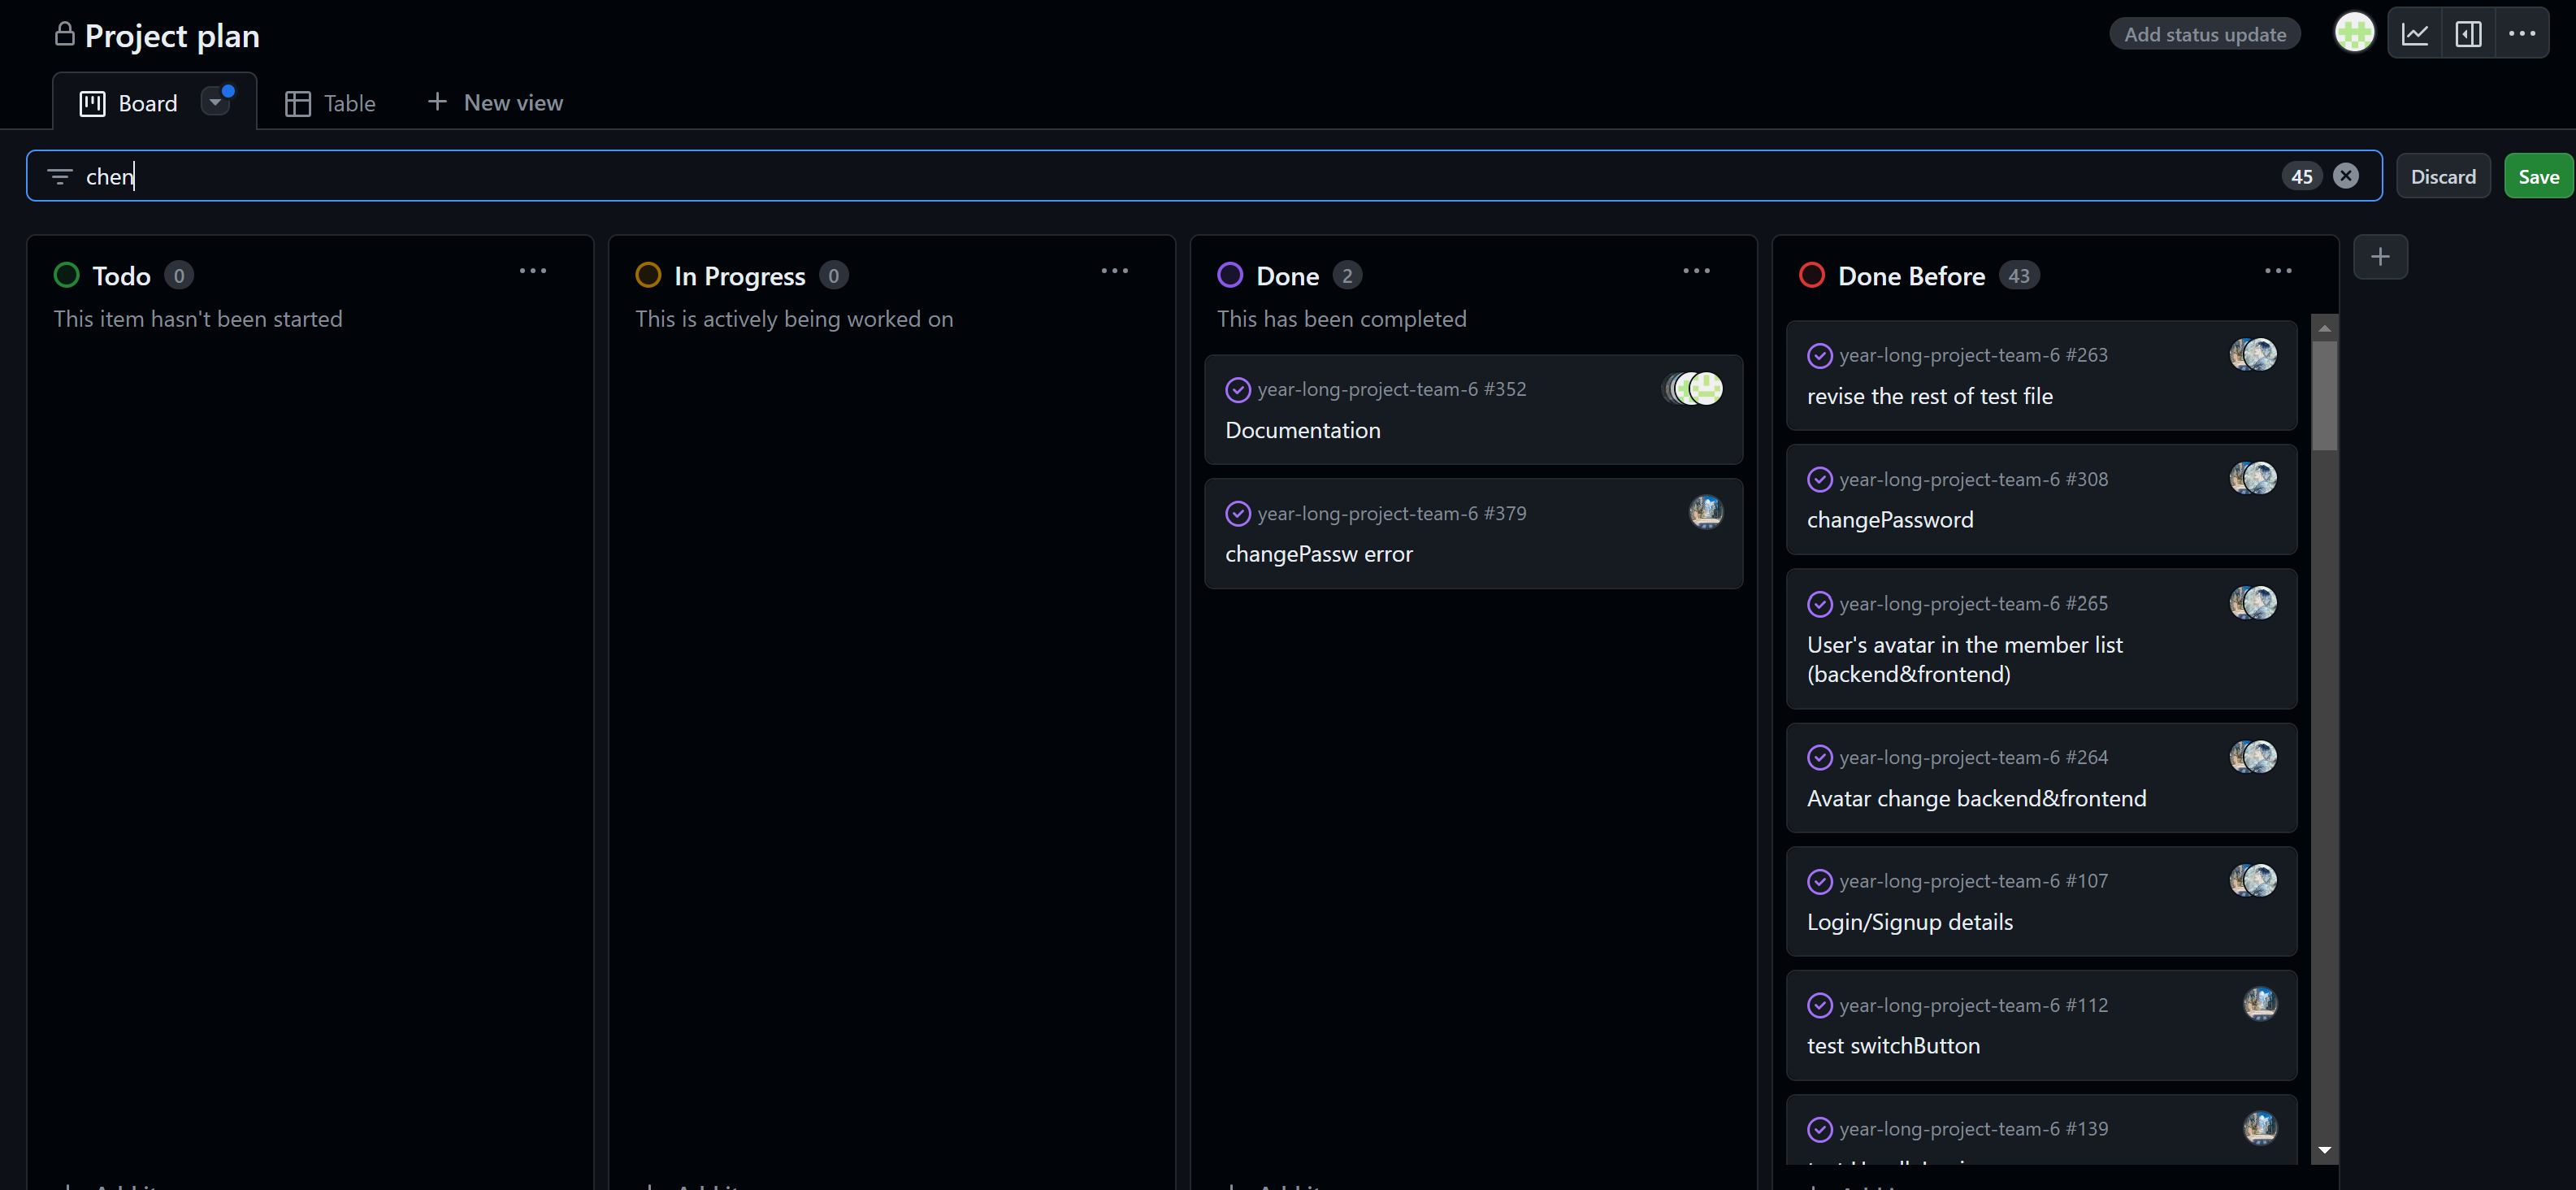 Project plan
Add status update
Board
Table
New view
chen
45
Discard
Save
Todo 0
This item hasn't been started
In Progress 0
This is actively being worked on
Done 2
This has been completed
year-long-project-team-6 #352
Documentation
year-long-project-team-6 #379
changePassw error
Done Before 43
year-long-project-team-6 #263
revise the rest of test file
year-long-project-team-6 #308
changePassword
year-long-project-team-6 #265
User's avatar in the member list
(backend&frontend)
year-long-project-team-6 #264
Avatar change backend&frontend
year-long-project-team-6 #107
Login/Signup details
year-long-project-team-6 #112
test switchButton
year-long-project-team-6 #139